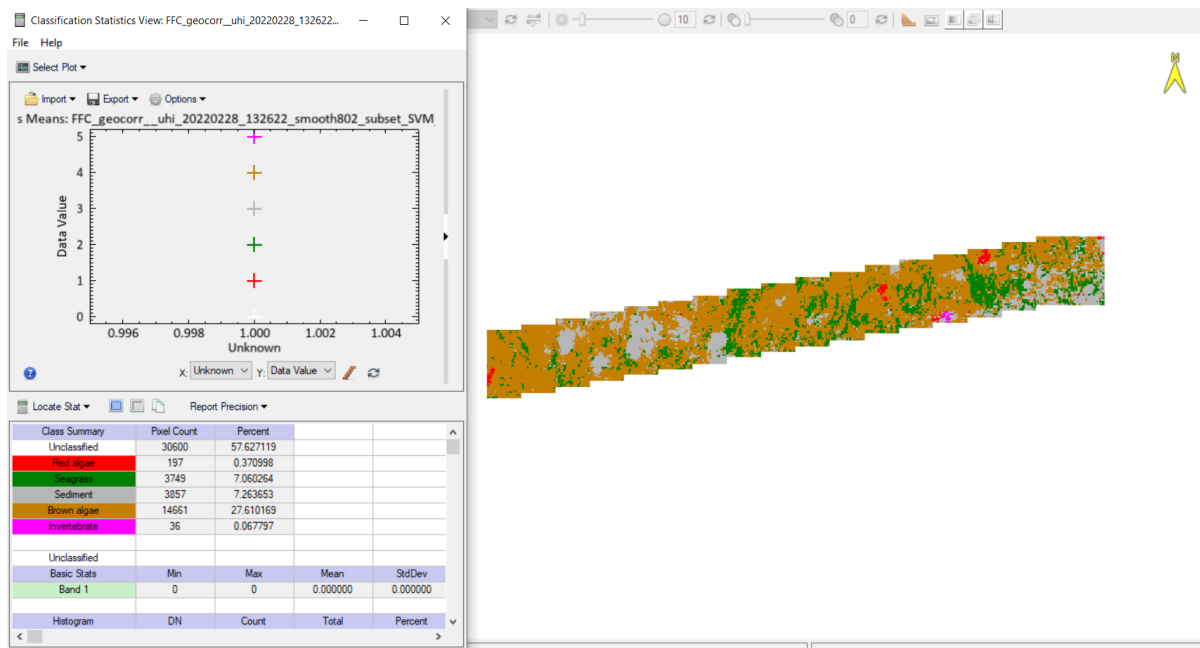 Classification Statistics View: FFC_geocorr__uhi_20220228_132622...
File Help
Select Plot
Import Export Options
s Means: FFC_geocorr__uhi_20220228_132622_smooth802_subset_SVM_
5
4
3
2
1
0
Data Value
0.996 0.998 1.000 1.002 1.004
Unknown
X: Unknown Y: Data Value
Locate Stat Report Precision
Class Summary Pixel Count Percent
Unclassified 30600 57.627119
Red algae 197 0.370998
Seagrass 3749 7.060264
Sediment 3857 7.263653
Brown algae 14661 27.610169
Invertebrate 36 0.067797
Unclassified
Basic Stats Min Max Mean StdDev
Band 1 0 0 0.000000 0.000000
Histogram DN Count Total Percent
10 0
N